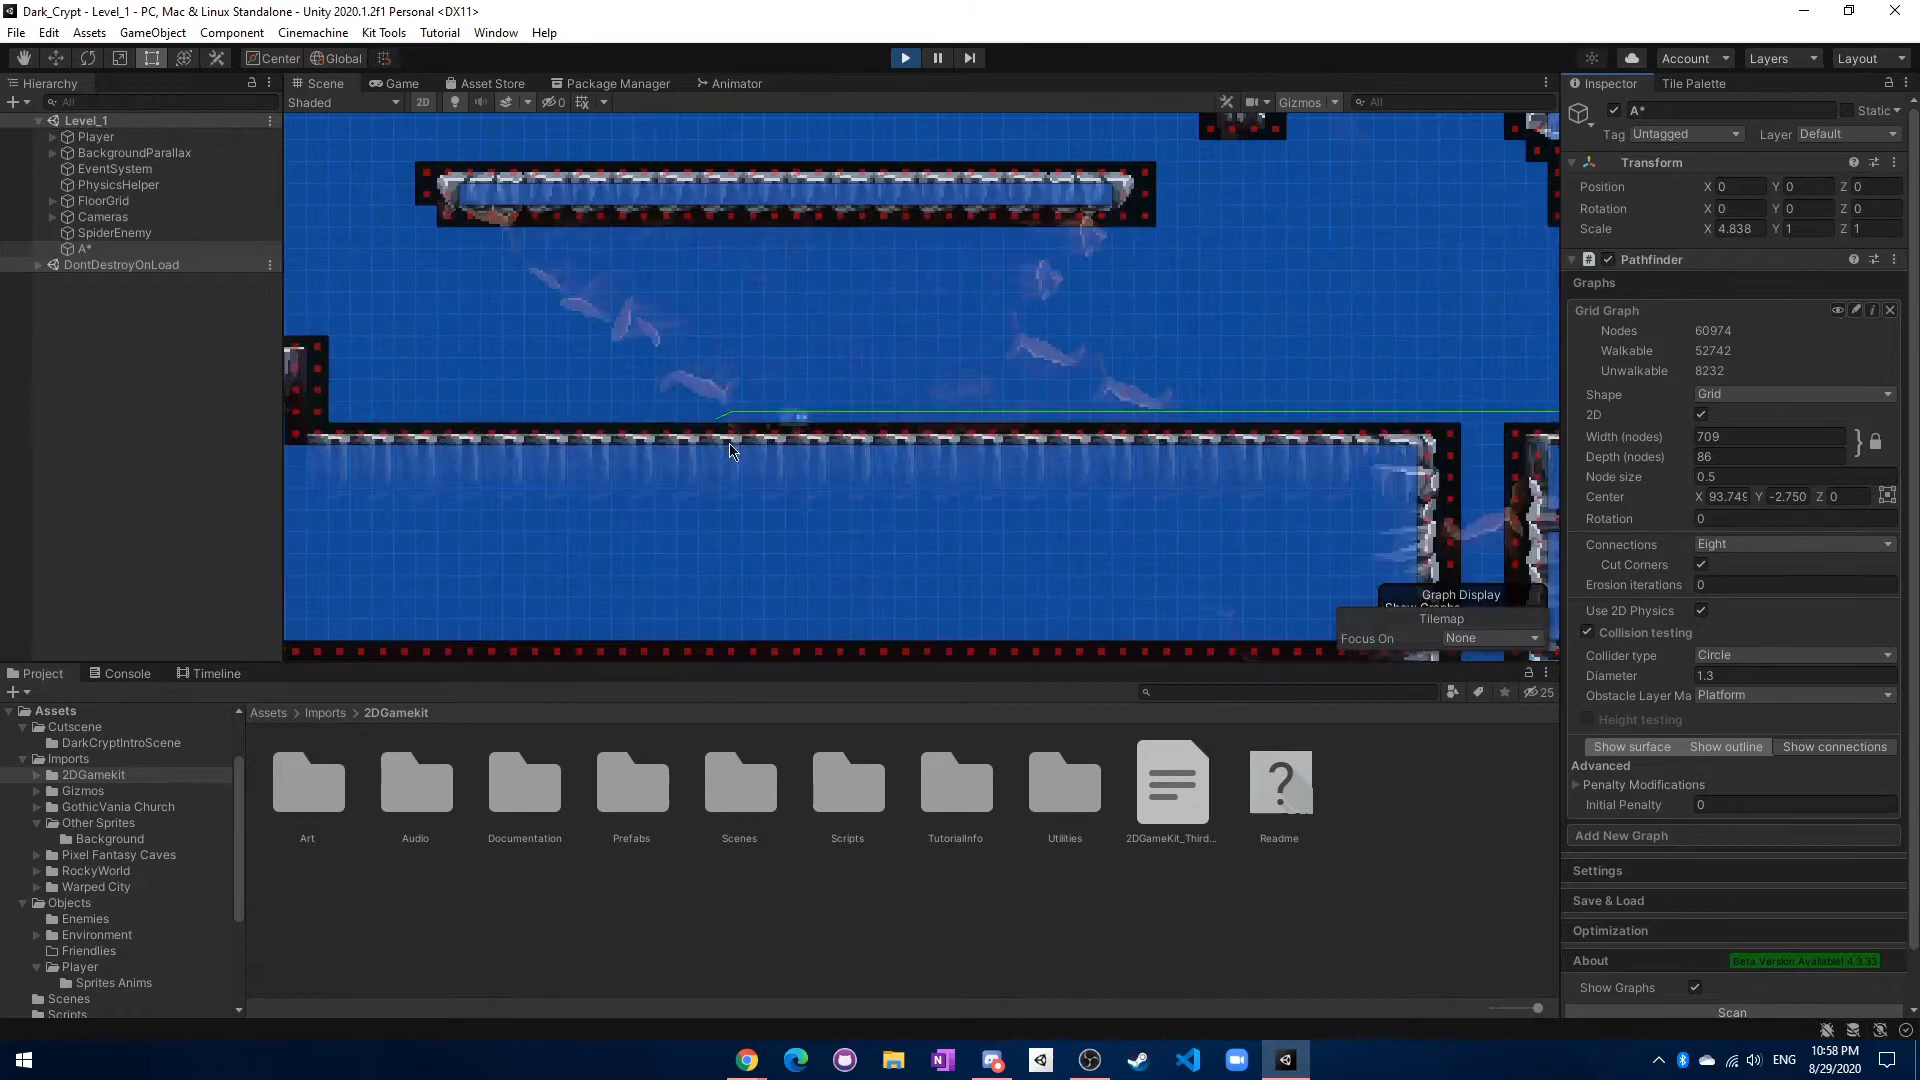 Dark_Crypt - Level_1 - PC, Mac & Linux Standalone - Unity 2020.1.2f1 Personal <DX11>
File Edit Assets GameObject Component Cinemachine Kit Tools Tutorial Window Help
Center Global Account Layers Layout
Hierarchy
All
Level_1
Player
BackgroundParallax
EventSystem
PhysicsHelper
FloorGrid
Cameras
SpiderEnemy
A*
DontDestroyOnLoad
Scene Game Asset Store Package Manager Animator
Shaded 2D 0 Gizmos All
Graph Display
Tilemap
Focus On None
Inspector Tile Palette
A* Static
Tag Untagged Layer Default
Transform
Position X 0 Y 0 Z 0
Rotation X 0 Y 0 Z 0
Scale X 4.838 Y 1 Z 1
Pathfinder
Graphs
Grid Graph
Nodes 60974
Walkable 52742
Unwalkable 8232
Shape Grid
2D
Width (nodes) 709
Depth (nodes) 86
Node size 0.5
Center X 93.749 Y -2.750 Z 0
Rotation 0
Connections Eight
Cut Corners
Erosion iterations 0
Use 2D Physics
Collision testing
Collider type Circle
Diameter 1.3
Obstacle Layer Ma Platform
Height testing
Show surface Show outline Show connections
Advanced
Penalty Modifications
Initial Penalty 0
Add New Graph
Settings
Save & Load
Optimization
About Beta Version Available! 4.3.33
Show Graphs
Scan
Project Console Timeline
25
Assets
Cutscene
DarkCryptIntroScene
Imports
2DGamekit
Gizmos
GothicVania Church
Other Sprites
Background
Pixel Fantasy Caves
RockyWorld
Warped City
Objects
Enemies
Environment
Friendlies
Player
Sprites Anims
Scenes
Scripts
Assets > Imports > 2DGamekit
Art Audio Documentation Prefabs Scenes Scripts TutorialInfo Utilities 2DGameKit_Third... Readme
ENG
10:58 PM
8/29/2020